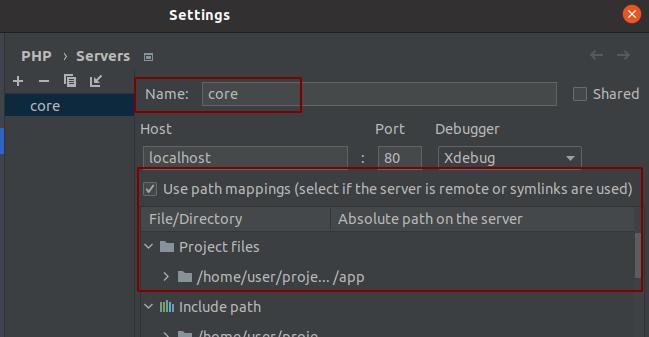 Settings
PHP › Servers
core
Name: core
Shared
Host Port Debugger
localhost : 80 Xdebug
Use path mappings (select if the server is remote or symlinks are used)
File/Directory Absolute path on the server
Project files
/home/user/proje... /app
Include path
/home/user/proje